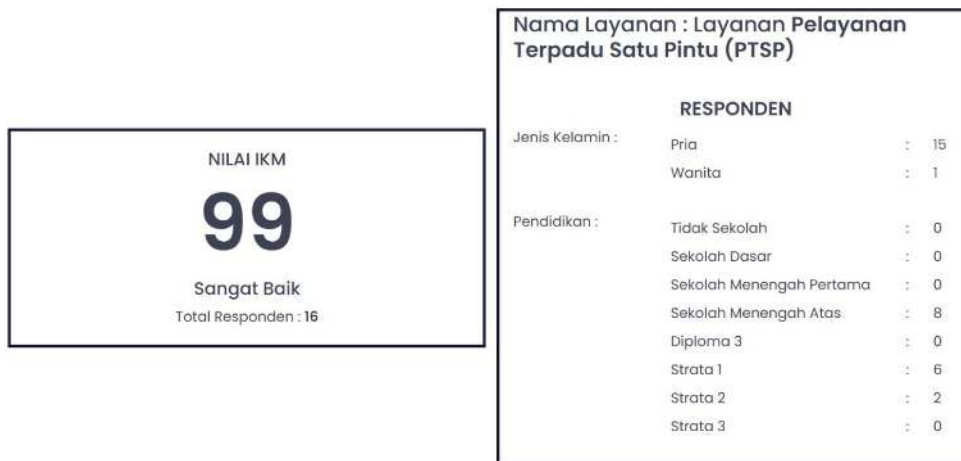 NILAI IKM
99
Sangat Baik
Total Responden : 16
Nama Layanan : Layanan Pelayanan
Terpadu Satu Pintu (PTSP)
RESPONDEN
Jenis Kelamin : Pria : 15
Wanita : 1
Pendidikan : Tidak Sekolah : 0
Sekolah Dasar : 0
Sekolah Menengah Pertama : 0
Sekolah Menengah Atas : 8
Diploma 3 : 0
Strata 1 : 6
Strata 2 : 2
Strata 3 : 0